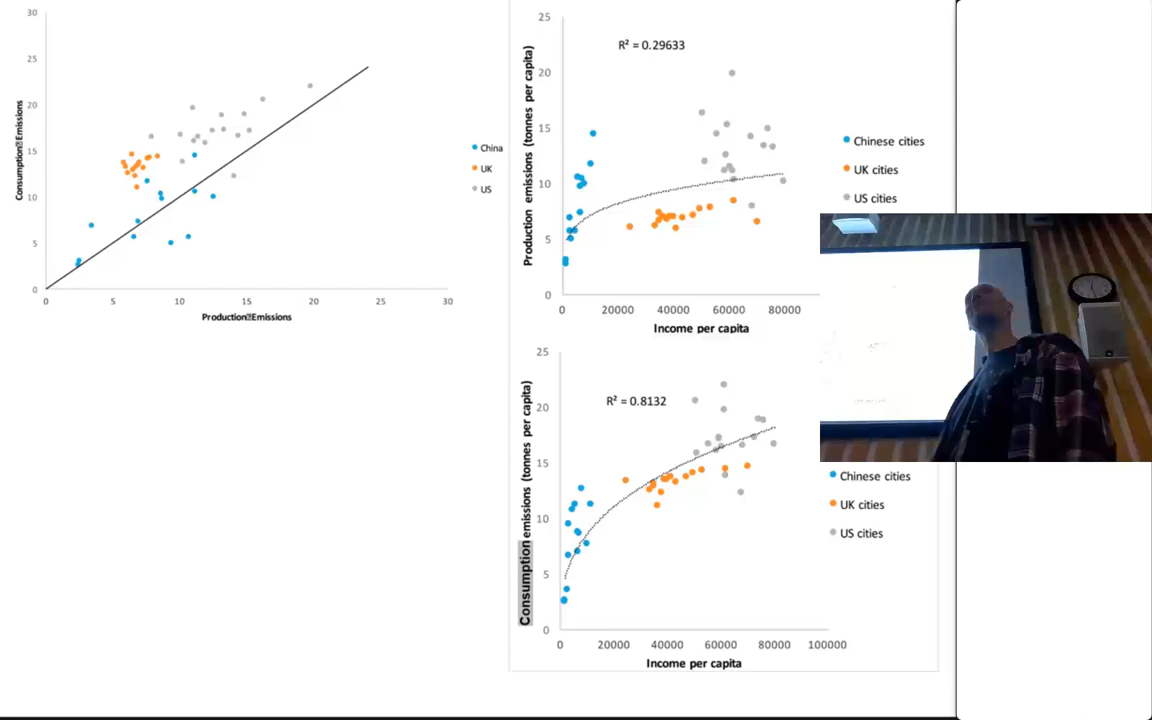 30
25
20
15
10
5
0
0 5 10 15 20 25 30
Consumption Emissions
Production Emissions
China
UK
US
25
20
15
10
5
0
R² = 0.29633
Production emissions (tonnes per capita)
0 20000 40000 60000 80000
Income per capita
Chinese cities
UK cities
US cities
25
20
15
10
5
0
R² = 0.8132
Consumption emissions (tonnes per capita)
0 20000 40000 60000 80000 100000
Income per capita
Chinese cities
UK cities
US cities